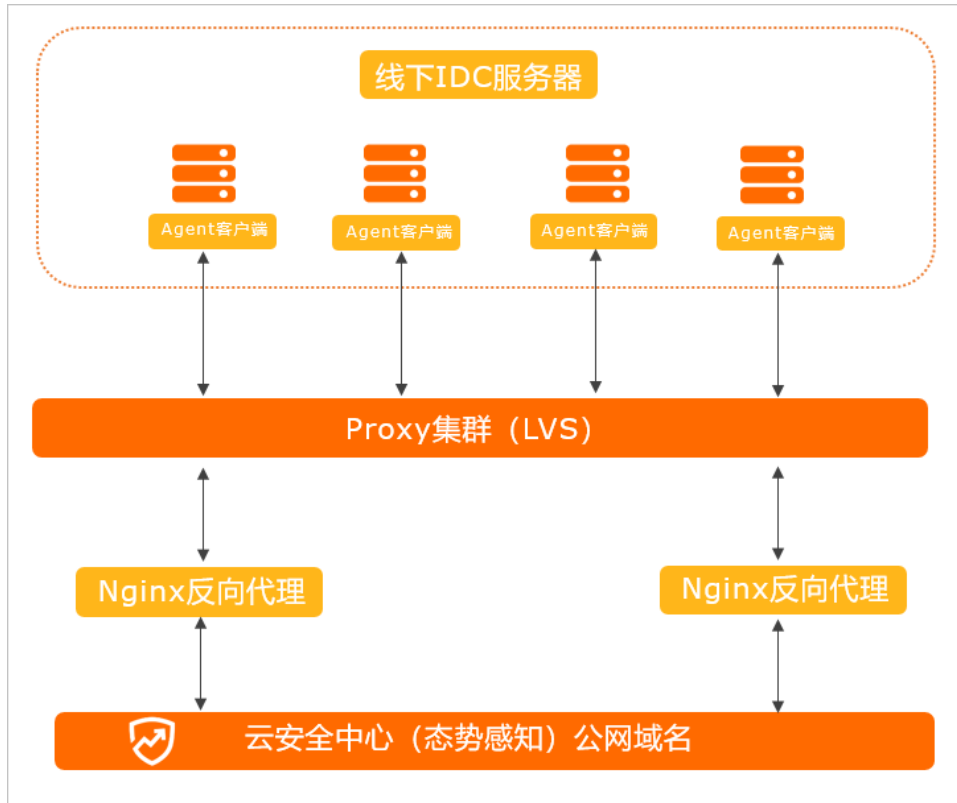 线下IDC服务器
Agent客户端
Agent客户端
Agent客户端
Agent客户端
Proxy集群（LVS）
Nginx反向代理
Nginx反向代理
云安全中心（态势感知）公网域名